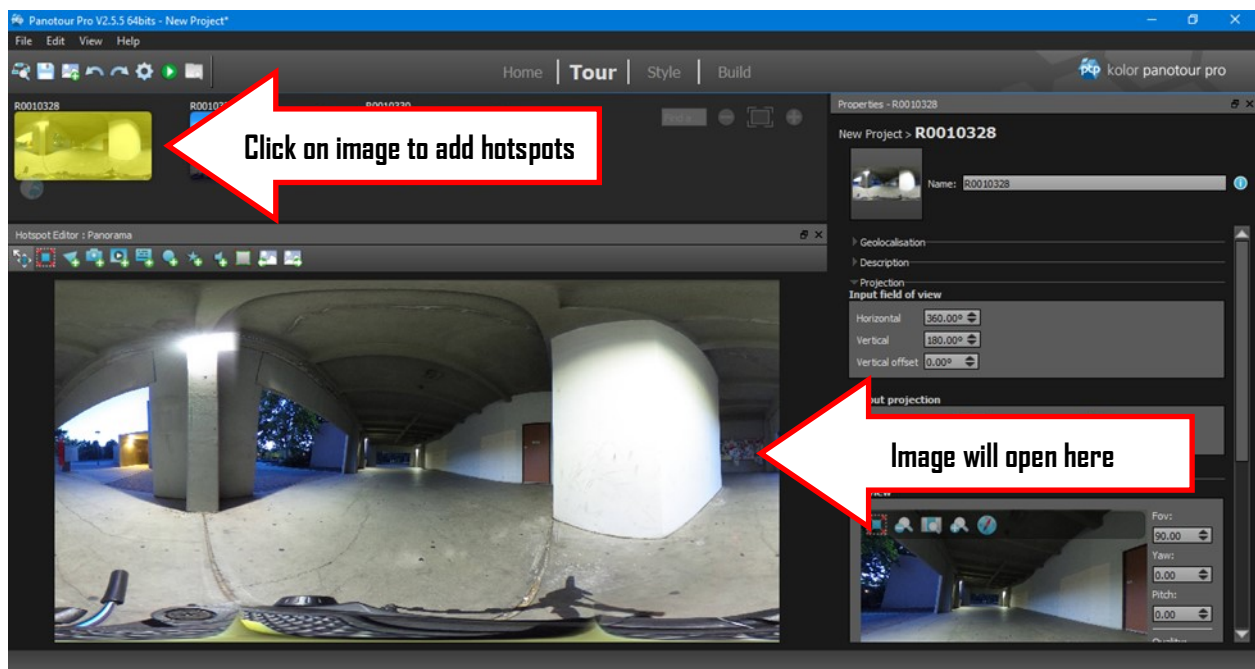 Panotour Pro V2.5.5 64bits - New Project*
File Edit View Help
Home Tour Style Build
ptp kolor panotour pro
R0010328
Click on image to add hotspots
Properties - R0010328
New Project > R0010328
Name: R0010328
Hotspot Editor : Panorama
Geolocalisation
Description
Projection
Input field of view
Horizontal 360.00°
Vertical 180.00°
Vertical offset 0.00°
projection
Image will open here
Fov:
90.00
Yaw:
0.00
Pitch:
0.00